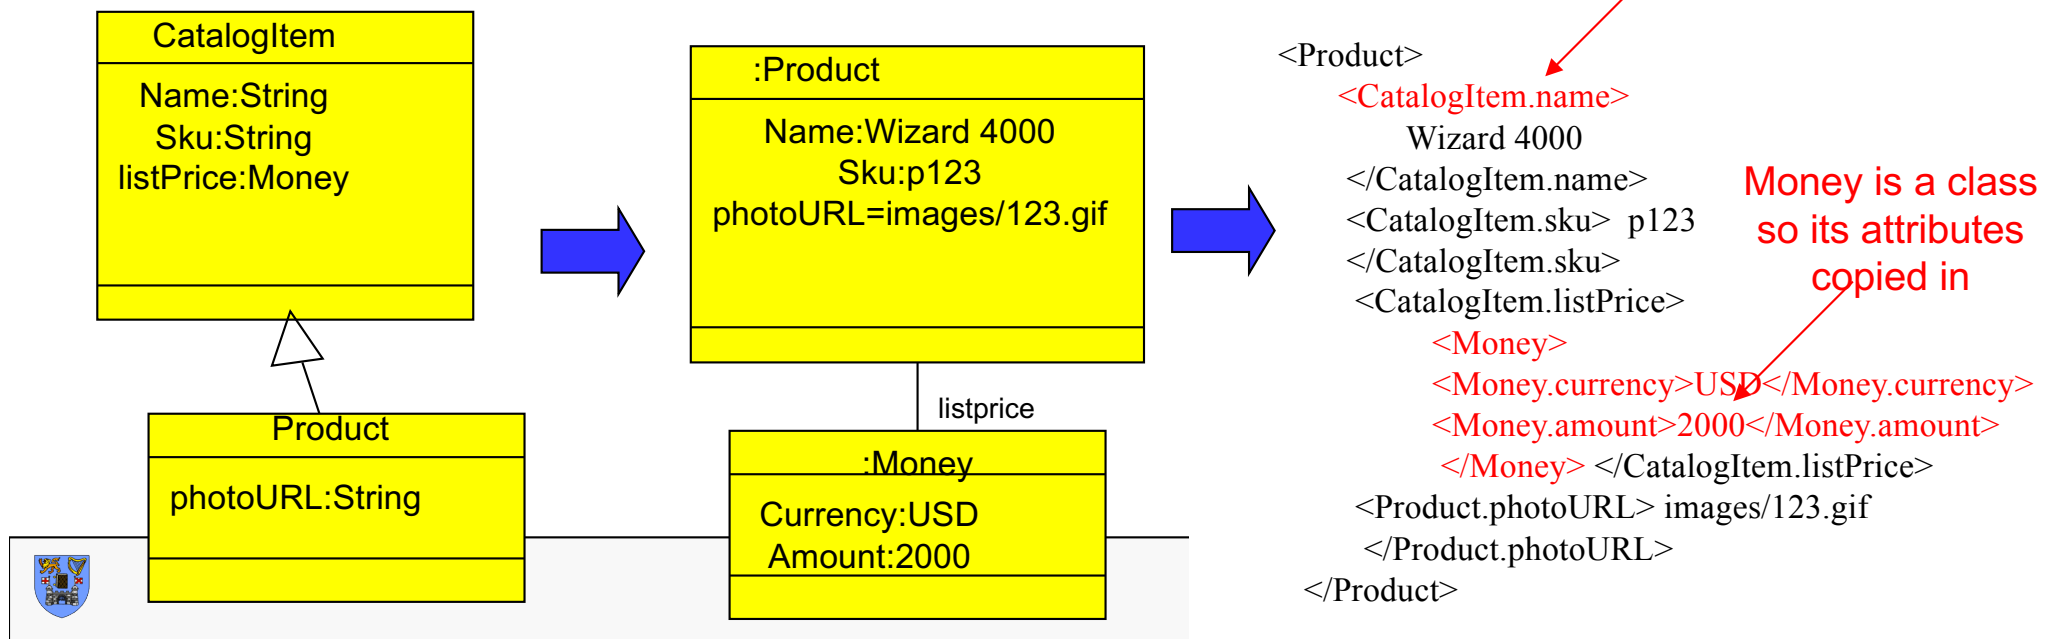 CatalogItem
Name:String
Sku:String
listPrice:Money
Product
photoURL:String
:Product
Name:Wizard 4000
Sku:p123
photoURL=images/123.gif
listprice
:Money
Currency:USD
Amount:2000
<Product>
<CatalogItem.name>
Wizard 4000
</CatalogItem.name>
<CatalogItem.sku> p123
</CatalogItem.sku>
<CatalogItem.listPrice>
<Money>
<Money.currency>USD</Money.currency>
<Money.amount>2000</Money.amount>
</Money> </CatalogItem.listPrice>
<Product.photoURL> images/123.gif
</Product.photoURL>
</Product>
Money is a class
so its attributes
copied in